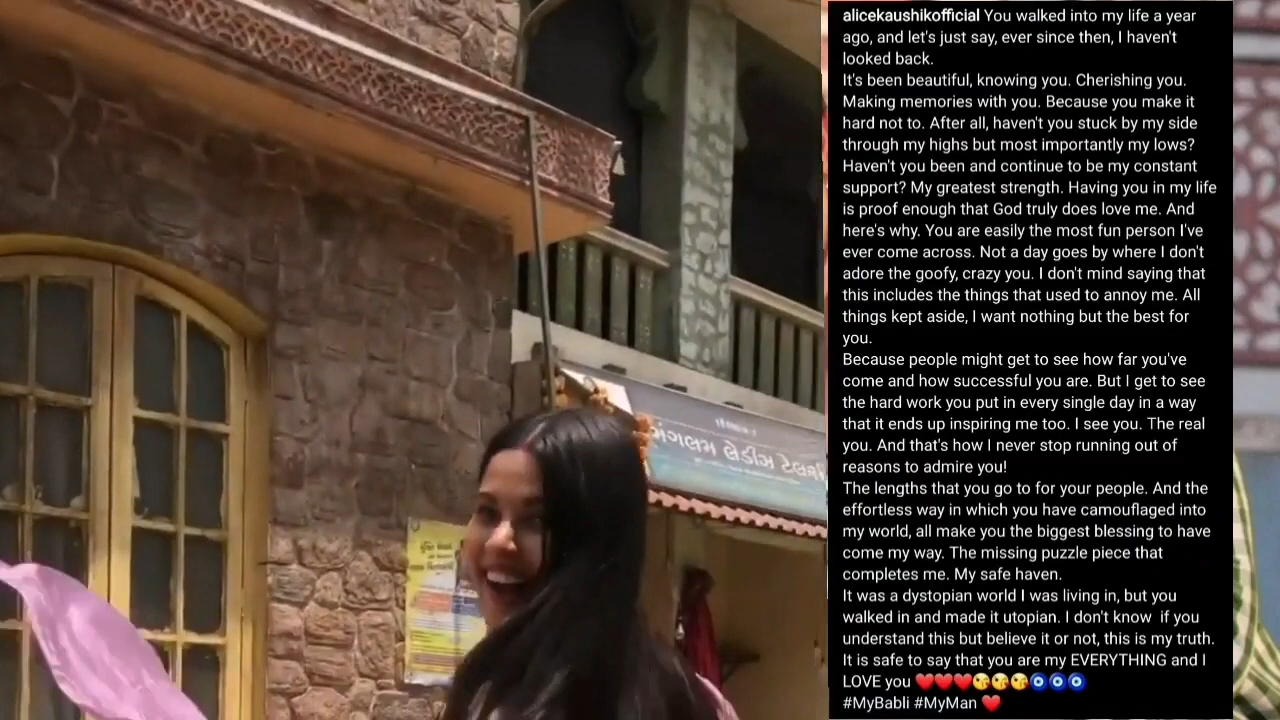 alicekaushikofficial You walked into my life a year
ago, and let's just say, ever since then, I haven't
looked back.
It's been beautiful, knowing you. Cherishing you.
Making memories with you. Because you make it
hard not to. After all, haven't you stuck by my side
through my highs but most importantly my lows?
Haven't you been and continue to be my constant
support? My greatest strength. Having you in my life
is proof enough that God truly does love me. And
here's why. You are easily the most fun person I've
ever come across. Not a day goes by where I don't
adore the goofy, crazy you. I don't mind saying that
this includes the things that used to annoy me. All
things kept aside, I want nothing but the best for
you.
Because people might get to see how far you've
come and how successful you are. But I get to see
the hard work you put in every single day in a way
that it ends up inspiring me too. I see you. The real
you. And that's how I never stop running out of
reasons to admire you!
The lengths that you go to for your people. And the
effortless way in which you have camouflaged into
my world, all make you the biggest blessing to have
come my way. The missing puzzle piece that
completes me. My safe haven.
It was a dystopian world I was living in, but you
walked in and made it utopian. I don't know  if you
understand this but believe it or not, this is my truth.
It is safe to say that you are my EVERYTHING and I
LOVE you ❤️❤️❤️😘😘😘🧿🧿🧿
#MyBabli #MyMan ❤️
મંગલમ લેડીઝ ટેલર્સ